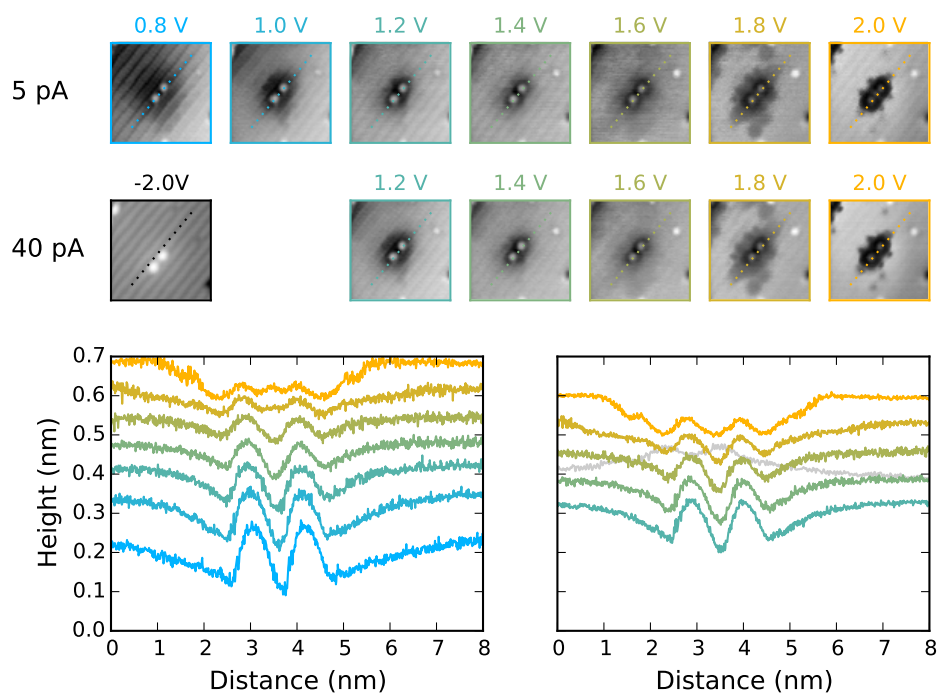 0.8 V 1.0 V 1.2 V 1.4 V 1.6 V 1.8 V 2.0 V
5 pA
-2.0V 1.2 V 1.4 V 1.6 V 1.8 V 2.0 V
40 pA
0.7
0.6
0.5
0.4
0.3
0.2
0.1
0.0
Height (nm)
0 1 2 3 4 5 6 7 8
Distance (nm)
0 1 2 3 4 5 6 7 8
Distance (nm)